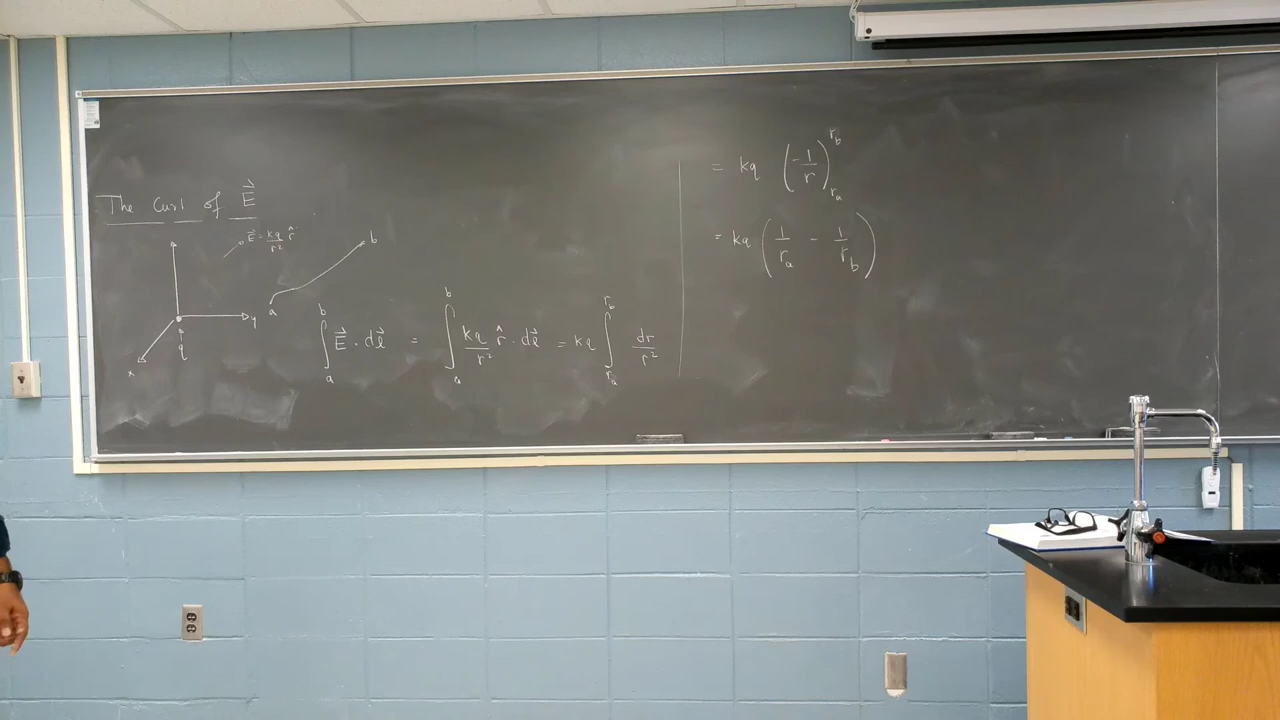 The Curl of E⃗
E⃗ = kq/r² r̂
b
a
y
x
q
∫ₐᵇ E⃗ · dℓ⃗ = ∫ₐᵇ kq/r² r̂ · dℓ⃗ = kq ∫_{rₐ}^{r_b} dr/r²
= kq (-1/r)_{rₐ}^{r_b}
= kq (1/rₐ - 1/r_b)